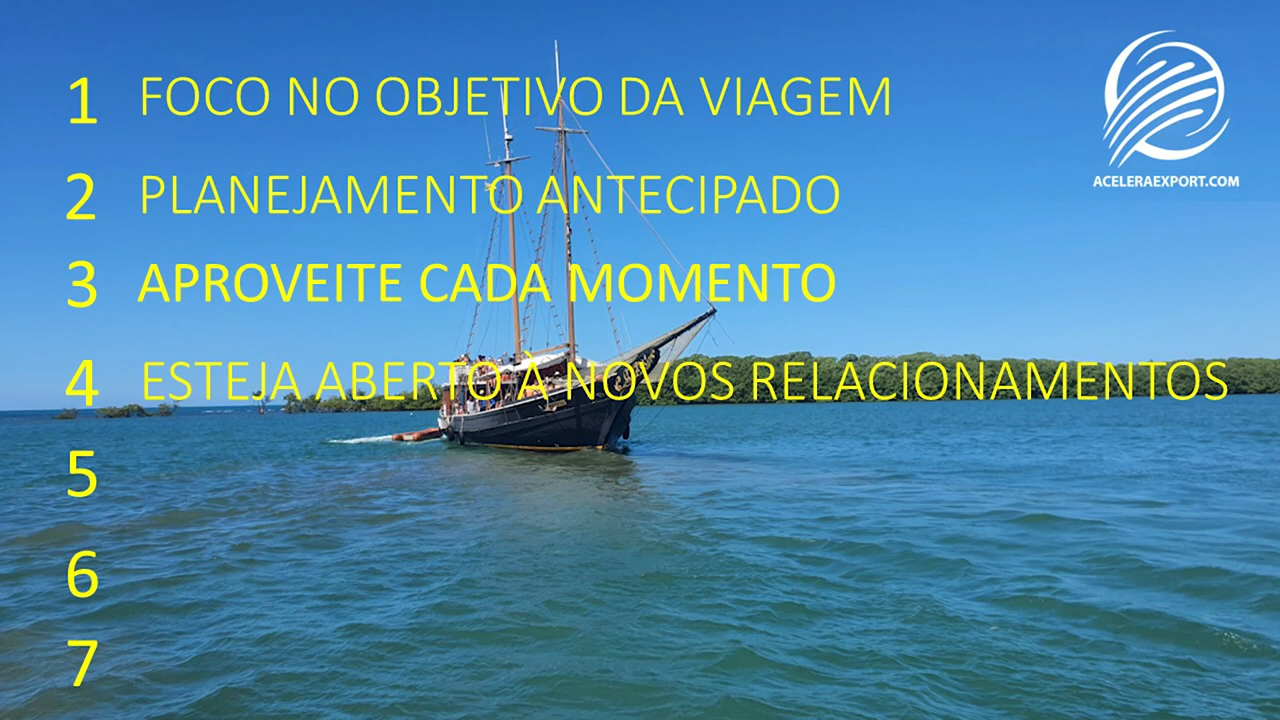 1 FOCO NO OBJETIVO DA VIAGEM
2 PLANEJAMENTO ANTECIPADO
3 APROVEITE CADA MOMENTO
4 ESTEJA ABERTO À NOVOS RELACIONAMENTOS
5
6
7
ACELERAEXPORT.COM